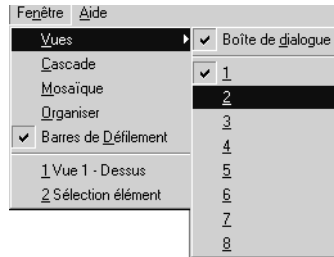 Fenêtre Aide
Vues
Cascade
Mosaïque
Organiser
Barres de Défilement
1 Vue 1 - Dessus
2 Sélection élément
Boîte de dialogue
1
2
3
4
5
6
7
8